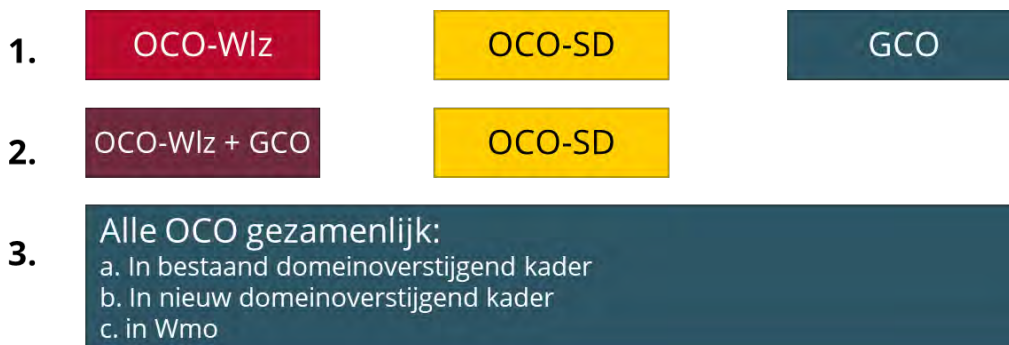 1. OCO-Wlz OCO-SD GCO
2. OCO-Wlz + GCO OCO-SD
3. Alle OCO gezamenlijk:
a. In bestaand domeinoverstijgend kader
b. In nieuw domeinoverstijgend kader
c. in Wmo